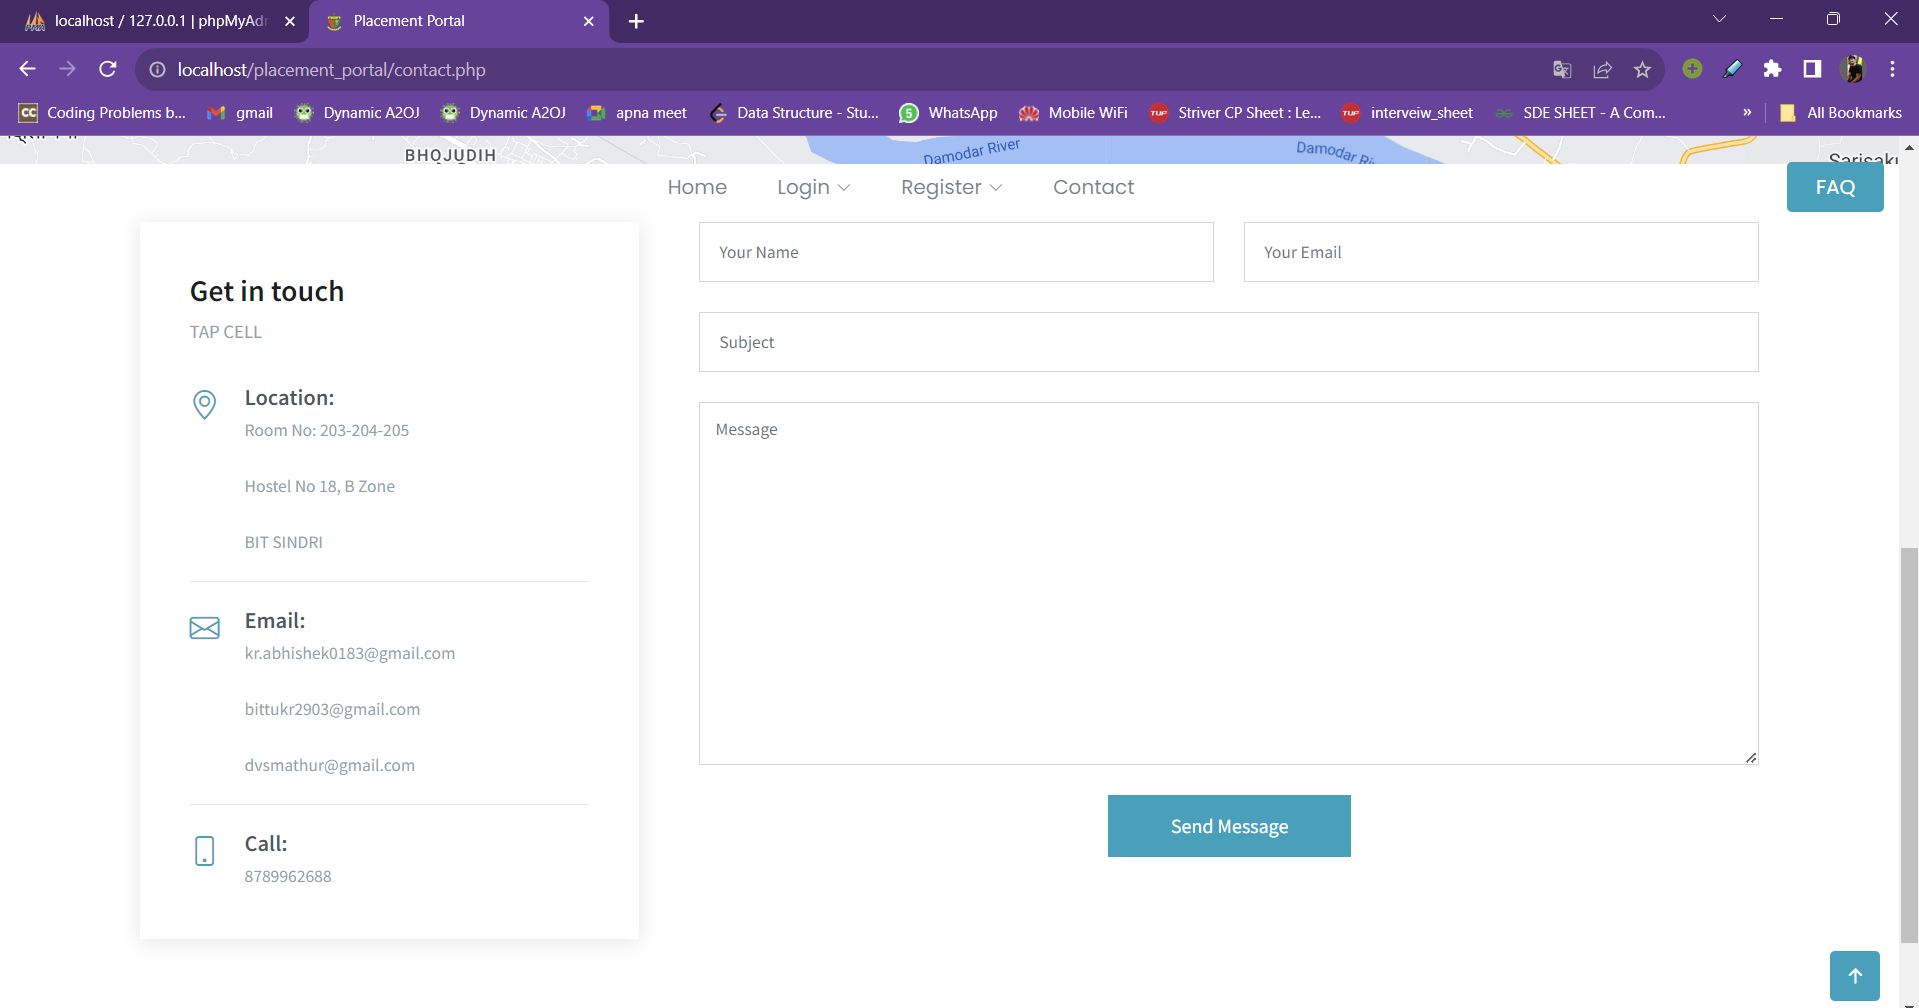 localhost / 127.0.0.1 | phpMyAdr
Placement Portal
localhost/placement_portal/contact.php
Coding Problems b...
gmail
Dynamic A2OJ
Dynamic A2OJ
apna meet
Data Structure - Stu...
WhatsApp
Mobile WiFi
Striver CP Sheet : Le...
interveiw_sheet
SDE SHEET - A Com...
»
All Bookmarks
BHOJUDIH
Damodar River
Damodar Ri
Sarisaku
Home
Login
Register
Contact
FAQ
Get in touch
TAP CELL
Location:
Room No: 203-204-205
Hostel No 18, B Zone
BIT SINDRI
Email:
kr.abhishek0183@gmail.com
bittukr2903@gmail.com
dvsmathur@gmail.com
Call:
8789962688
Your Name
Your Email
Subject
Message
Send Message